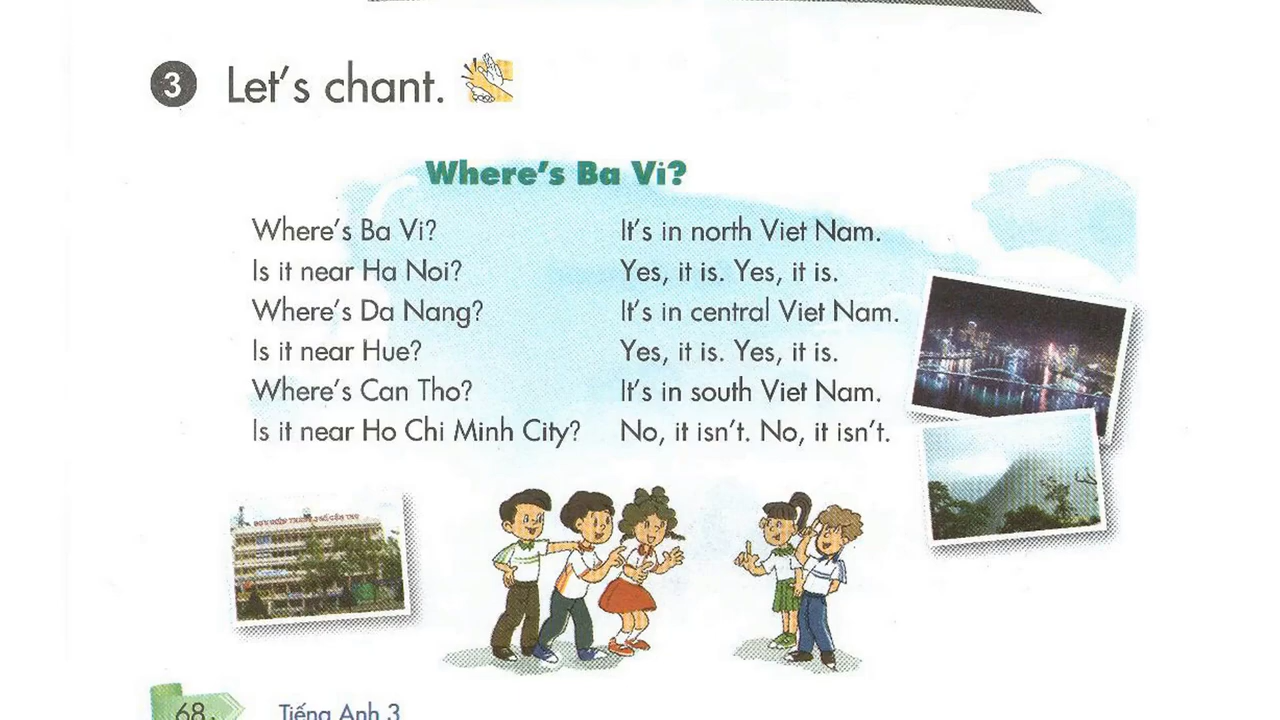 3 Let's chant.
Where's Ba Vi?
Where's Ba Vi? It's in north Viet Nam.
Is it near Ha Noi? Yes, it is. Yes, it is.
Where's Da Nang? It's in central Viet Nam.
Is it near Hue? Yes, it is. Yes, it is.
Where's Can Tho? It's in south Viet Nam.
Is it near Ho Chi Minh City? No, it isn't. No, it isn't.
68 Tiếng Anh 3